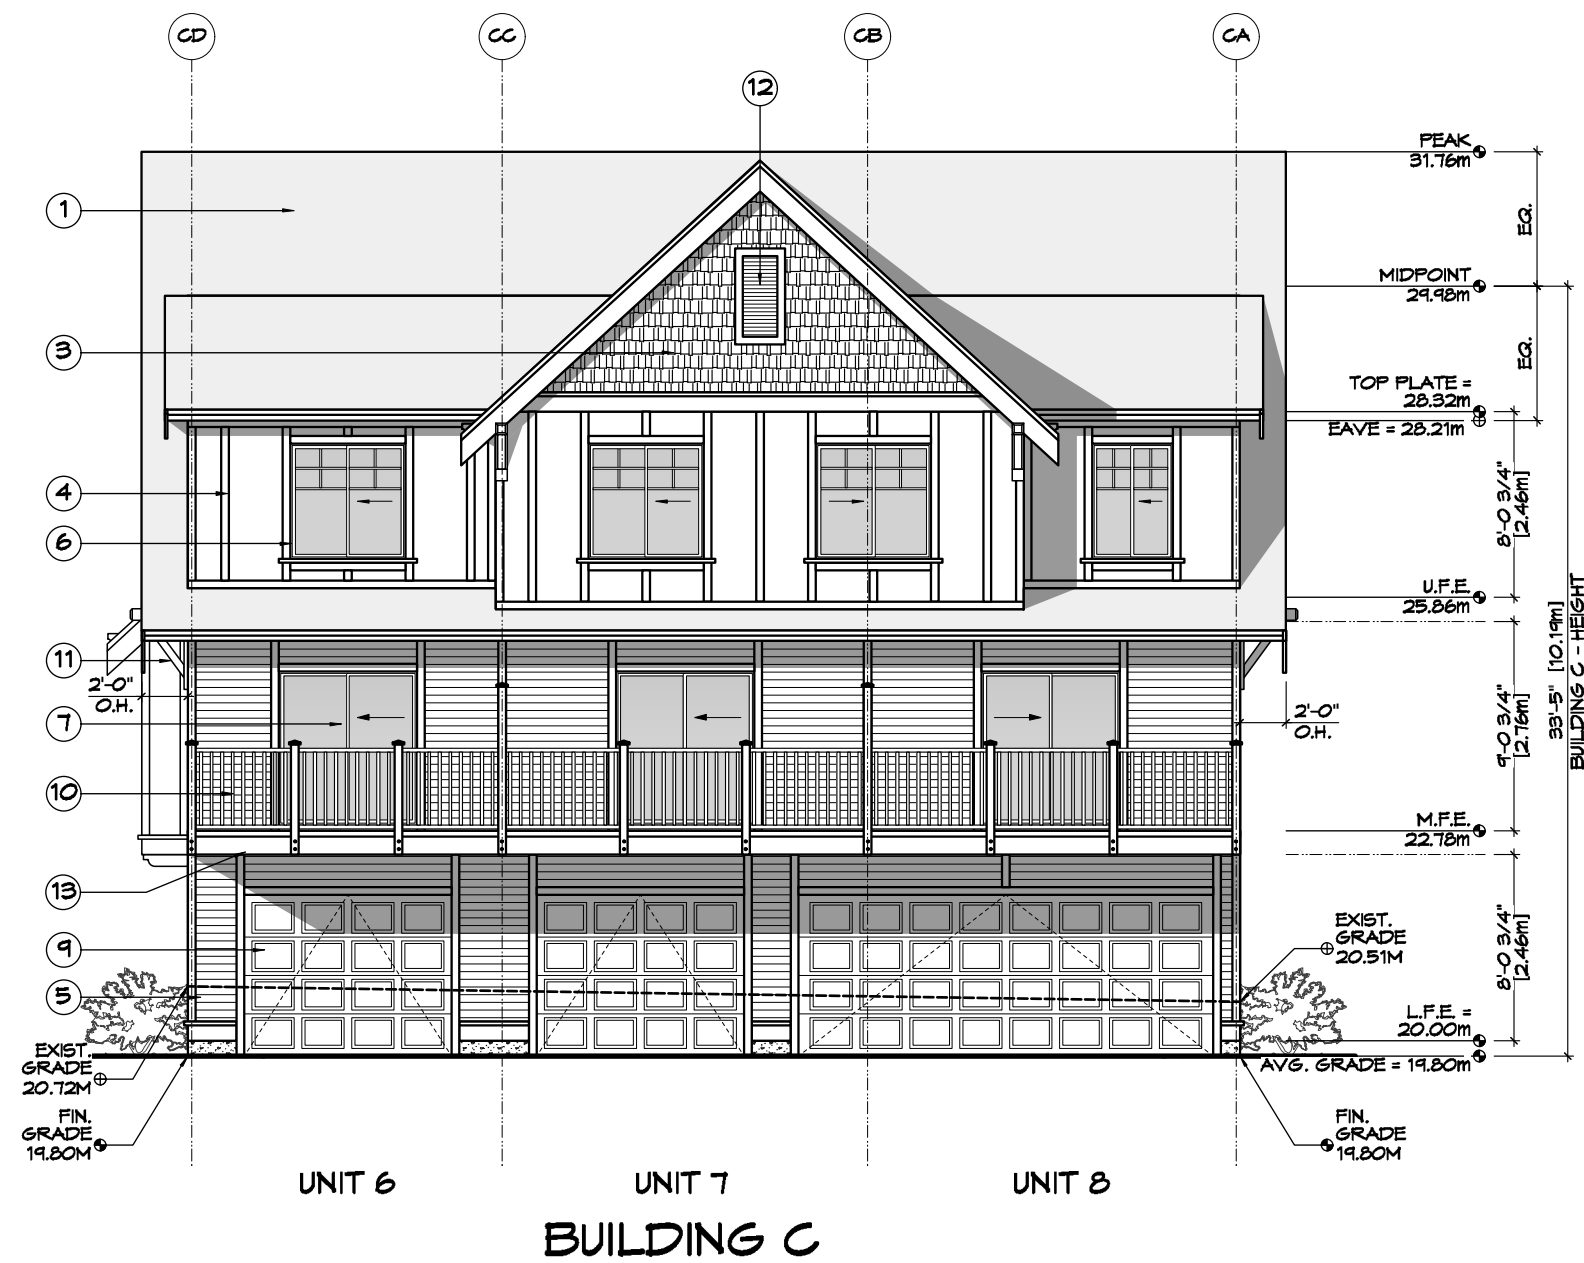 CD
CC
CB
CA
12
PEAK
31.76m
1
EQ.
MIDPOINT
29.98m
3
EQ.
TOP PLATE =
28.32m
EAVE = 28.21m
4
8'-0 3/4"
[2.46m]
6
U.F.E.
25.86m
33'-5" [10.19m]
BUILDING C - HEIGHT
11
2'-0"
O.H.
7
2'-0"
O.H.
9'-0 3/4"
[2.76m]
10
M.F.E.
22.78m
13
9
EXIST.
GRADE
20.51M
8'-0 3/4"
[2.46m]
5
L.F.E. =
20.00m
EXIST.
GRADE
20.72M
AVG. GRADE = 19.80m
FIN.
GRADE
19.80M
FIN.
GRADE
19.80M
UNIT 6
UNIT 7
UNIT 8
BUILDING C